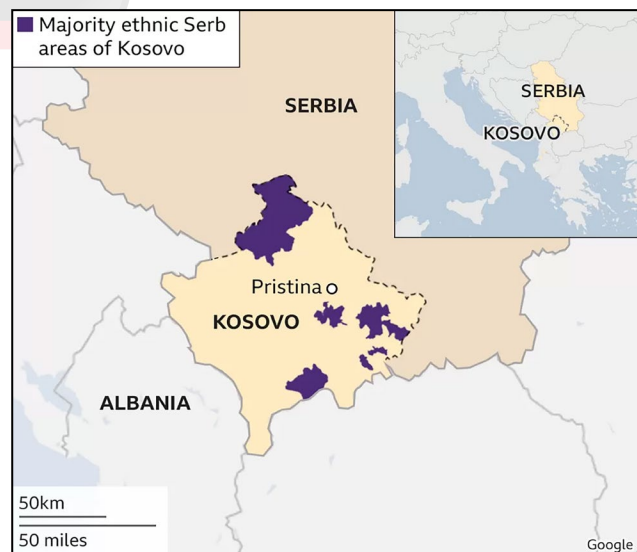 Majority ethnic Serb
areas of Kosovo
SERBIA
SERBIA
KOSOVO
Pristina
KOSOVO
ALBANIA
50km
50 miles
Google